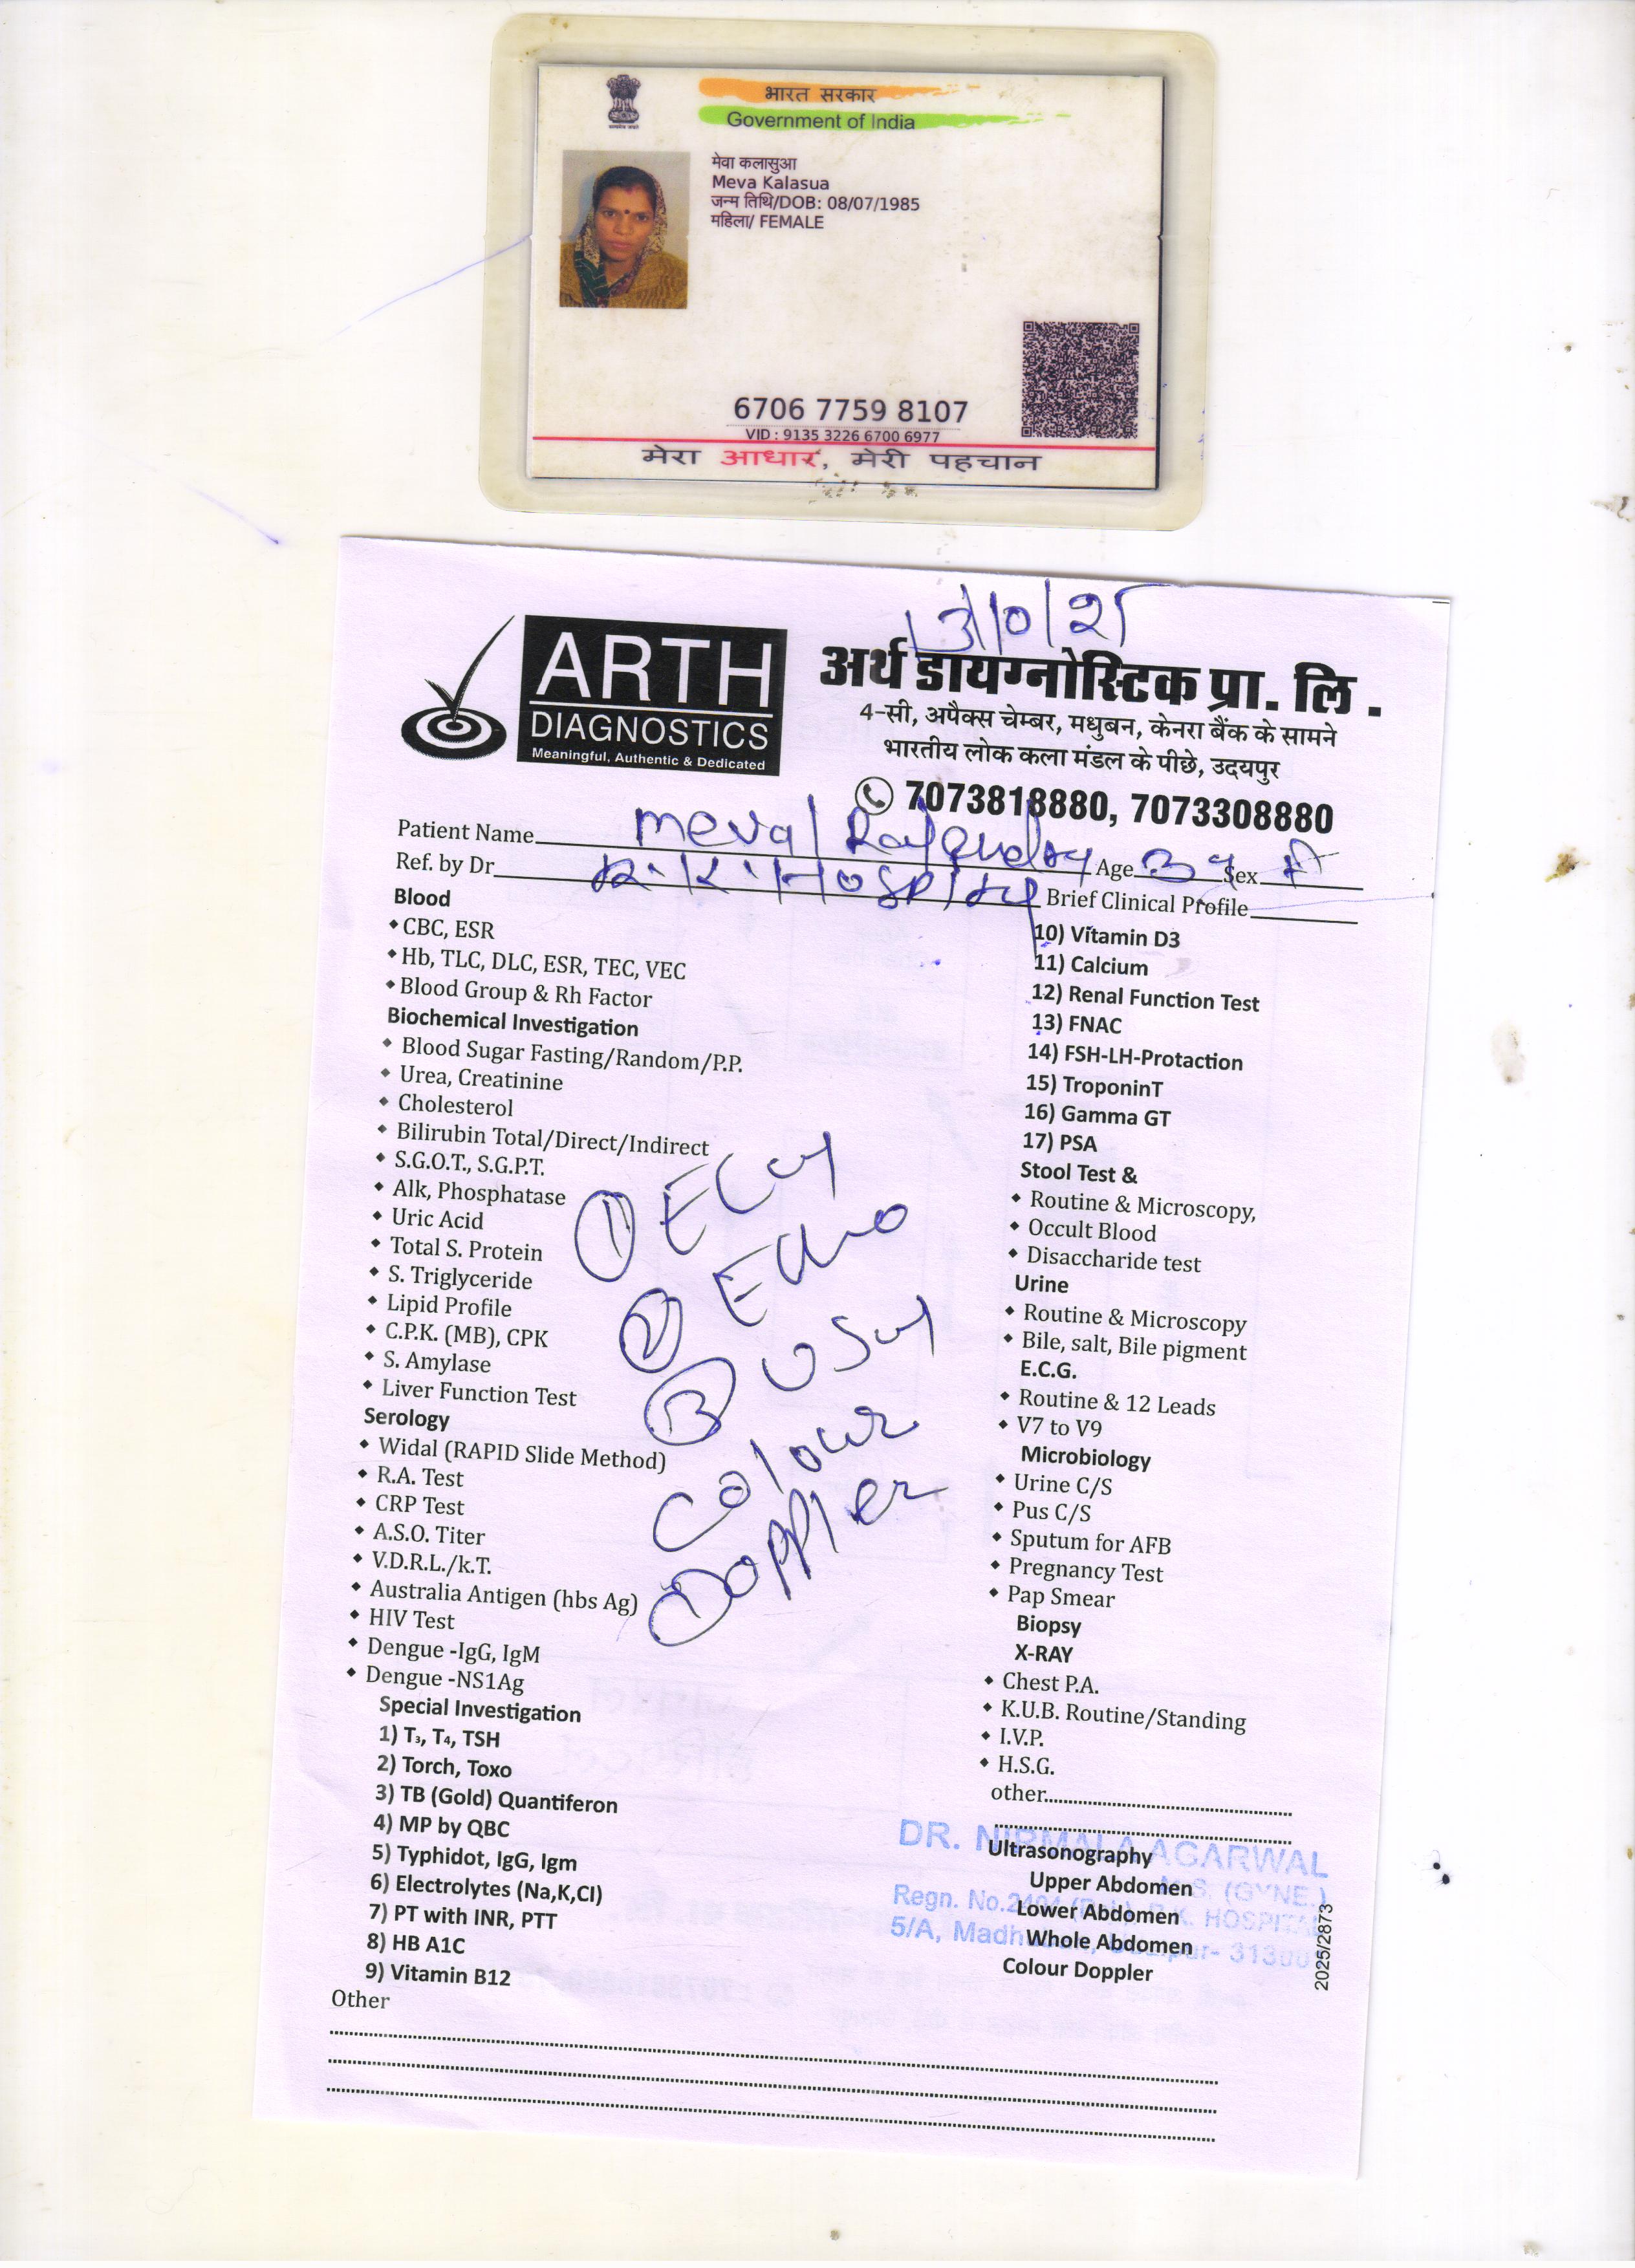 भारत सरकार
Government of India
मेवा कलासुआ
Meva Kalasua
जन्म तिथि/DOB: 08/07/1985
महिला/ FEMALE
6706 7759 8107
VID : 9135 3226 6700 6977
मेरा आधार, मेरी पहचान
ARTH
DIAGNOSTICS
Meaningful, Authentic & Dedicated
अर्थ डायग्नोस्टिक प्रा. लि .
4-सी, अपैक्स चेम्बर, मधुबन, केनरा बैंक के सामने
भारतीय लोक कला मंडल के पीछे, उदयपुर
7073818880, 7073308880
Patient Name Meva / Age Sex F
Ref. by Dr R.K. Hospital Brief Clinical Profile
Blood
CBC, ESR
Hb, TLC, DLC, ESR, TEC, VEC
Blood Group & Rh Factor
Biochemical Investigation
Blood Sugar Fasting/Random/P.P.
Urea, Creatinine
Cholesterol
Bilirubin Total/Direct/Indirect
S.G.O.T., S.G.P.T.
Alk, Phosphatase
Uric Acid
Total S. Protein
S. Triglyceride
Lipid Profile
C.P.K. (MB), CPK
S. Amylase
Liver Function Test
Serology
Widal (RAPID Slide Method)
R.A. Test
CRP Test
A.S.O. Titer
V.D.R.L./k.T.
Australia Antigen (hbs Ag)
HIV Test
Dengue -IgG, IgM
Dengue -NS1Ag
Special Investigation
1) T₃, T₄, TSH
2) Torch, Toxo
3) TB (Gold) Quantiferon
4) MP by QBC
5) Typhidot, IgG, Igm
6) Electrolytes (Na,K,Cl)
7) PT with INR, PTT
8) HB A1C
9) Vitamin B12
Other
1 ECG
2 Echo
3 USG
Colour
Doppler
10) Vitamin D3
11) Calcium
12) Renal Function Test
13) FNAC
14) FSH-LH-Protaction
15) TroponinT
16) Gamma GT
17) PSA
Stool Test &
Routine & Microscopy,
Occult Blood
Disaccharide test
Urine
Routine & Microscopy
Bile, salt, Bile pigment
E.C.G.
Routine & 12 Leads
V7 to V9
Microbiology
Urine C/S
Pus C/S
Sputum for AFB
Pregnancy Test
Pap Smear
Biopsy
X-RAY
Chest P.A.
K.U.B. Routine/Standing
I.V.P.
H.S.G.
other
Ultrasonography
Upper Abdomen
Lower Abdomen
Whole Abdomen
Colour Doppler
DR. NIRMALA AGARWAL
M.S. (GYNE.)
Regn. No. R.K. HOSPITAL
5/A, Udaipur-
2025/2873